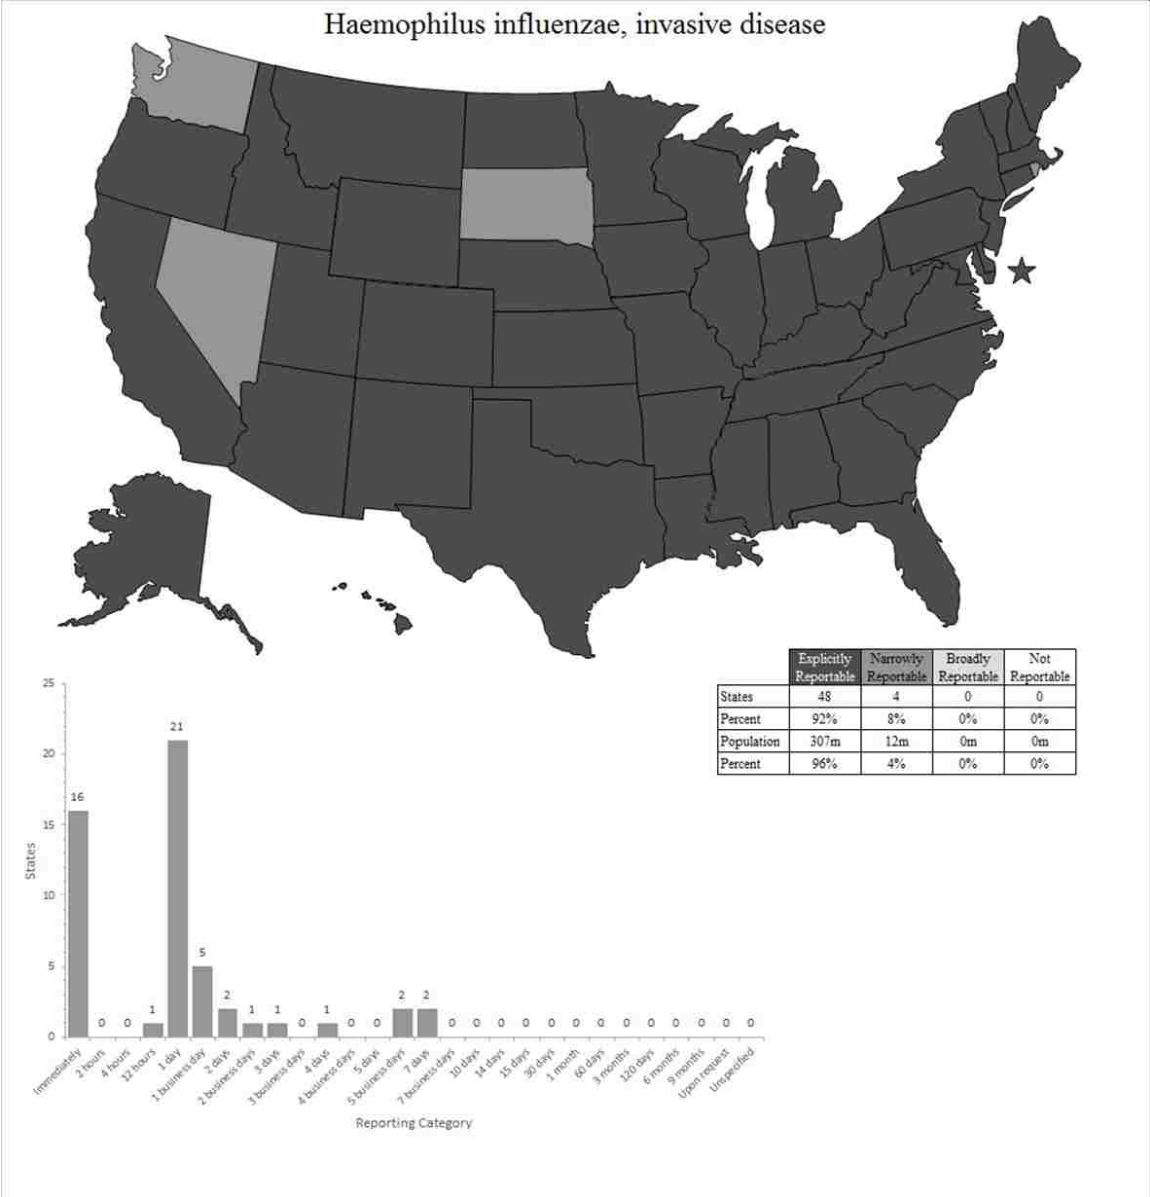 Haemophilus influenzae, invasive disease
Explicitly Reportable Narrowly Reportable Broadly Reportable Not Reportable
States 48 4 0 0
Percent 92% 8% 0% 0%
Population 307m 12m 0m 0m
Percent 96% 4% 0% 0%
25
20
15
10
5
0
States
16 0 0 1 21 5 2 1 1 0 1 0 0 2 2 0 0 0 0 0 0 0 0 0 0 0 0 0
Immediately
2 hours
4 hours
12 hours
1 day
1 business day
2 days
2 business days
3 days
3 business days
4 days
4 business days
5 days
5 business days
7 days
7 business days
10 days
14 days
15 days
30 days
1 month
60 days
3 months
120 days
6 months
9 months
Upon request
Unspecified
Reporting Category